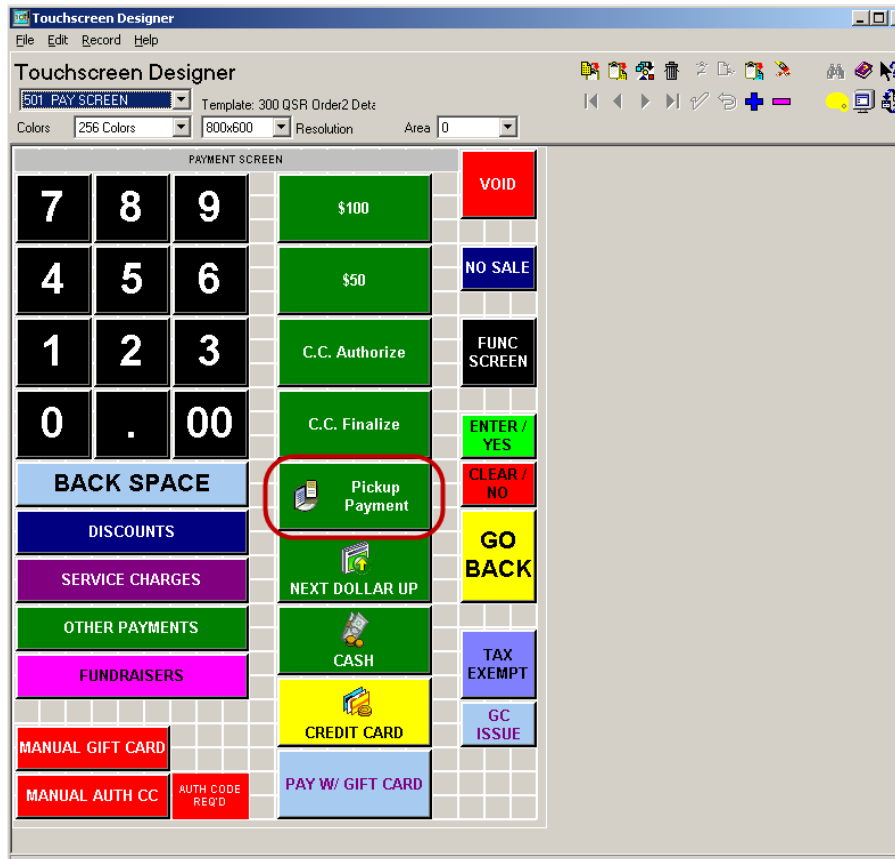 Touchscreen Designer
File Edit Record Help
Touchscreen Designer
501 PAY SCREEN
Template: 300 QSR Order2 Deta
Colors 256 Colors 800x600 Resolution Area 0
PAYMENT SCREEN
7 8 9
$100
VOID
4 5 6
$50
NO SALE
1 2 3
C.C. Authorize
FUNC
SCREEN
0 . 00
C.C. Finalize
ENTER /
YES
BACK SPACE
Pickup
Payment
CLEAR /
NO
DISCOUNTS
GO
BACK
SERVICE CHARGES
NEXT DOLLAR UP
OTHER PAYMENTS
CASH
TAX
EXEMPT
FUNDRAISERS
CREDIT CARD
GC
ISSUE
MANUAL GIFT CARD
MANUAL AUTH CC
AUTH CODE
REQ'D
PAY W/ GIFT CARD